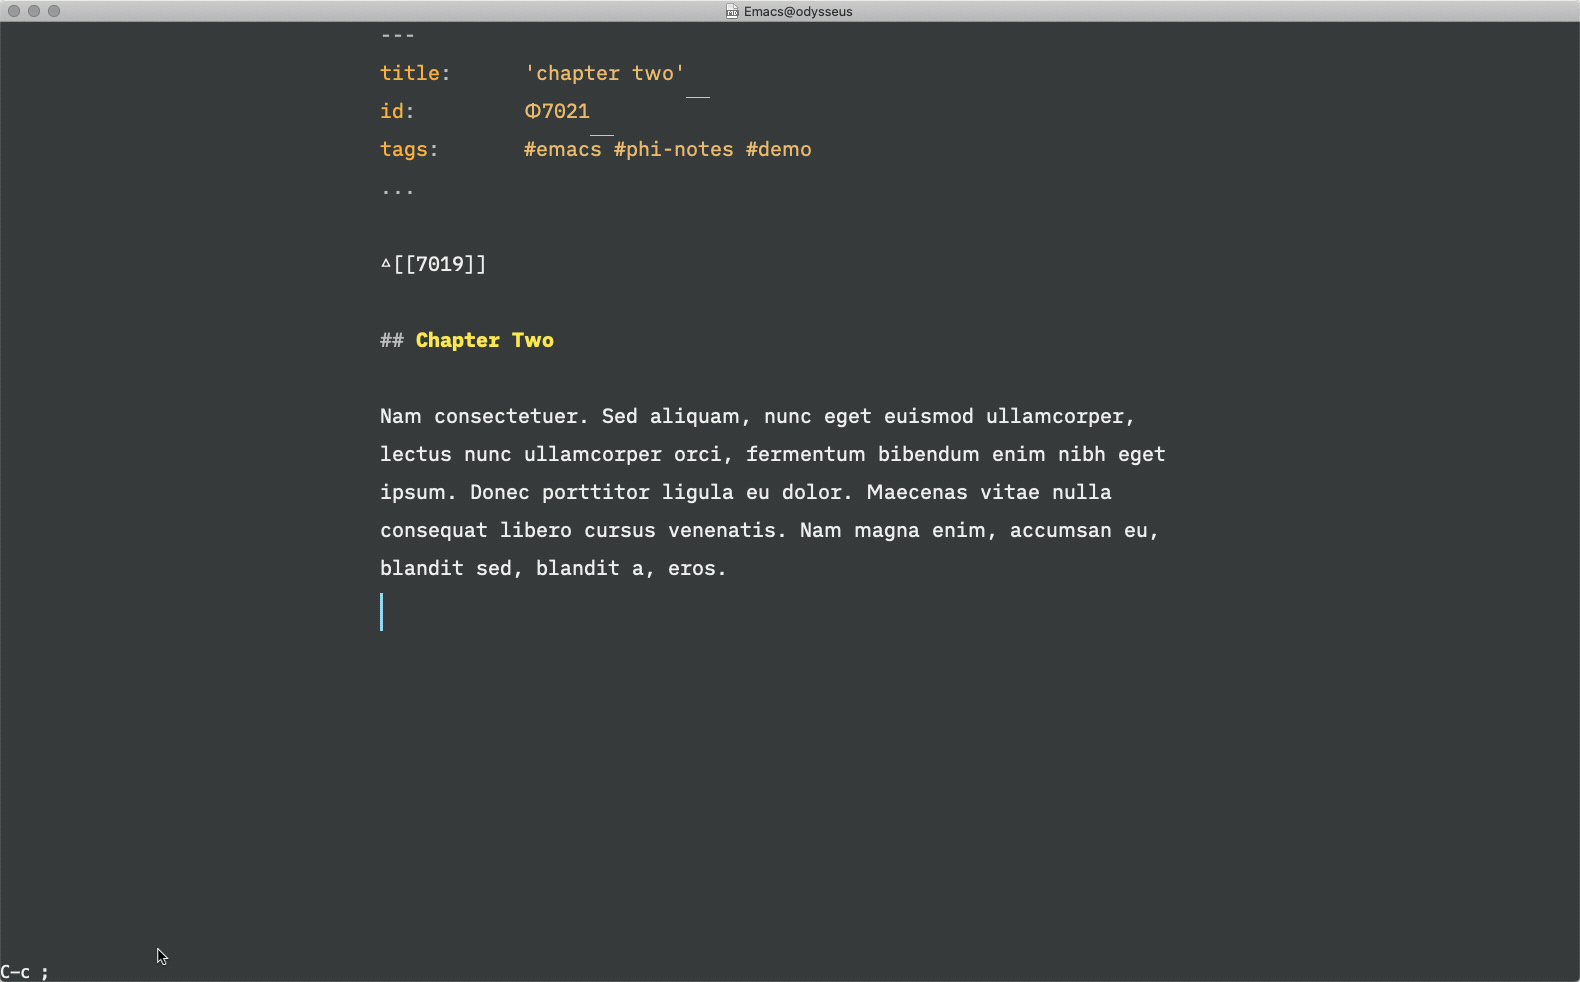 Emacs@odysseus
---
title:      'chapter two'
id:         Φ7021
tags:       #emacs #phi-notes #demo
...
▵[[7019]]
## Chapter Two
Nam consectetuer. Sed aliquam, nunc eget euismod ullamcorper,
lectus nunc ullamcorper orci, fermentum bibendum enim nibh eget
ipsum. Donec porttitor ligula eu dolor. Maecenas vitae nulla
consequat libero cursus venenatis. Nam magna enim, accumsan eu,
blandit sed, blandit a, eros.
C-c ;